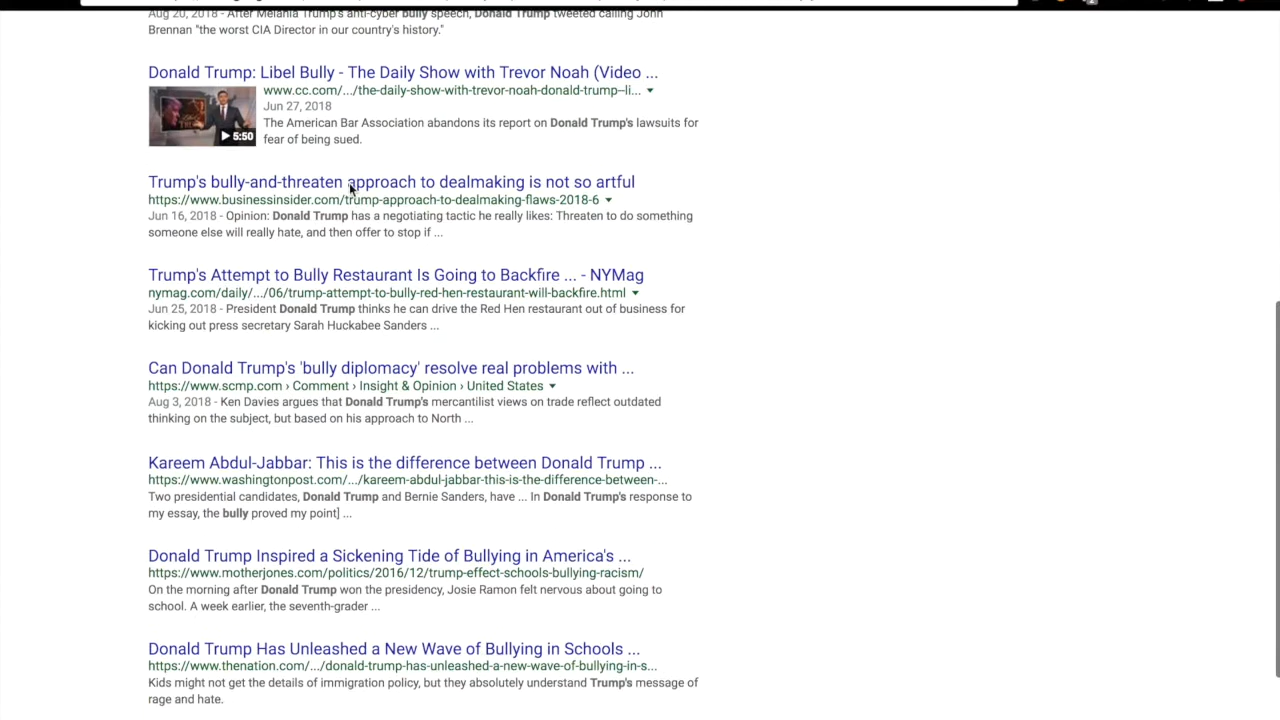 Aug 20, 2018 - After Melania Trump's anti-cyber bully speech, Donald Trump tweeted calling John
Brennan "the worst CIA Director in our country's history."
Donald Trump: Libel Bully - The Daily Show with Trevor Noah (Video ...
www.cc.com/.../the-daily-show-with-trevor-noah-donald-trump--li...
Jun 27, 2018
The American Bar Association abandons its report on Donald Trump's lawsuits for
fear of being sued.
5:50
Trump's bully-and-threaten approach to dealmaking is not so artful
https://www.businessinsider.com/trump-approach-to-dealmaking-flaws-2018-6
Jun 16, 2018 - Opinion: Donald Trump has a negotiating tactic he really likes: Threaten to do something
someone else will really hate, and then offer to stop if ...
Trump's Attempt to Bully Restaurant Is Going to Backfire ... - NYMag
nymag.com/daily/.../06/trump-attempt-to-bully-red-hen-restaurant-will-backfire.html
Jun 25, 2018 - President Donald Trump thinks he can drive the Red Hen restaurant out of business for
kicking out press secretary Sarah Huckabee Sanders ...
Can Donald Trump's 'bully diplomacy' resolve real problems with ...
https://www.scmp.com › Comment › Insight & Opinion › United States
Aug 3, 2018 - Ken Davies argues that Donald Trump's mercantilist views on trade reflect outdated
thinking on the subject, but based on his approach to North ...
Kareem Abdul-Jabbar: This is the difference between Donald Trump ...
https://www.washingtonpost.com/.../kareem-abdul-jabbar-this-is-the-difference-between-...
Two presidential candidates, Donald Trump and Bernie Sanders, have ... In Donald Trump's response to
my essay, the bully proved my point] ...
Donald Trump Inspired a Sickening Tide of Bullying in America's ...
https://www.motherjones.com/politics/2016/12/trump-effect-schools-bullying-racism/
On the morning after Donald Trump won the presidency, Josie Ramon felt nervous about going to
school. A week earlier, the seventh-grader ...
Donald Trump Has Unleashed a New Wave of Bullying in Schools ...
https://www.thenation.com/.../donald-trump-has-unleashed-a-new-wave-of-bullying-in-s...
Kids might not get the details of immigration policy, but they absolutely understand Trump's message of
rage and hate.